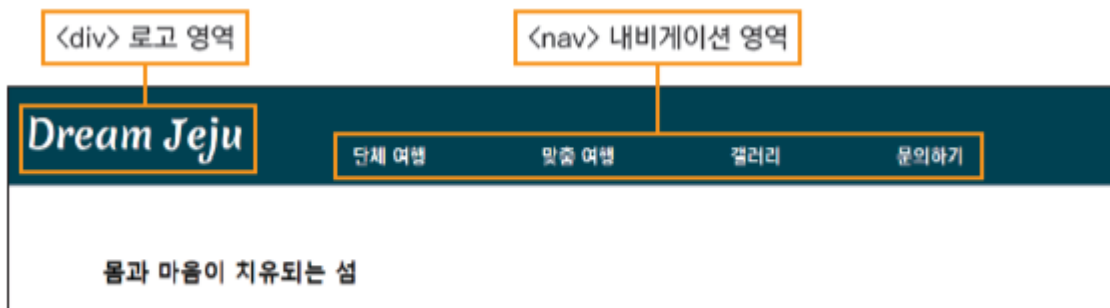 <div> 로고 영역
<nav> 내비게이션 영역
Dream Jeju
단체 여행 맞춤 여행 갤러리 문의하기
몸과 마음이 치유되는 섬